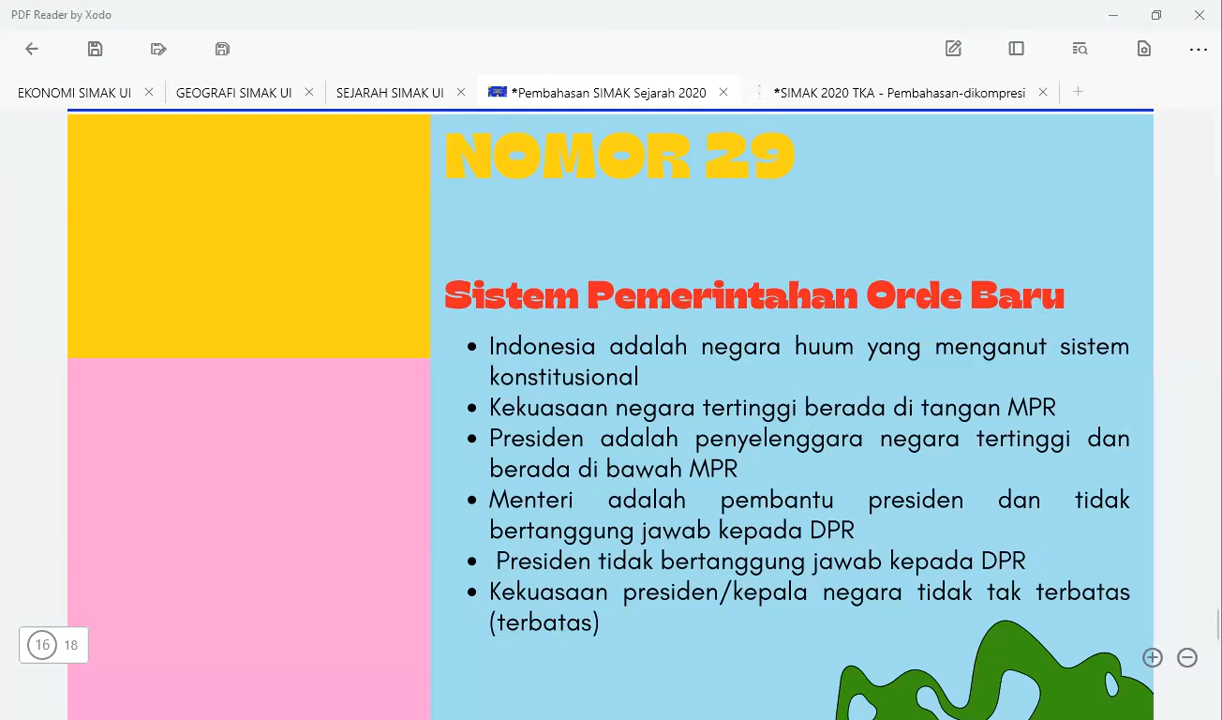 PDF Reader by Xodo
EKONOMI SIMAK UI
GEOGRAFI SIMAK UI
SEJARAH SIMAK UI
*Pembahasan SIMAK Sejarah 2020
*SIMAK 2020 TKA - Pembahasan-dikompresi
NOMOR 29
Sistem Pemerintahan Orde Baru
• Indonesia adalah negara huum yang menganut sistem
konstitusional
• Kekuasaan negara tertinggi berada di tangan MPR
• Presiden adalah penyelenggara negara tertinggi dan
berada di bawah MPR
• Menteri adalah pembantu presiden dan tidak
bertanggung jawab kepada DPR
• Presiden tidak bertanggung jawab kepada DPR
• Kekuasaan presiden/kepala negara tidak tak terbatas
(terbatas)
16 18